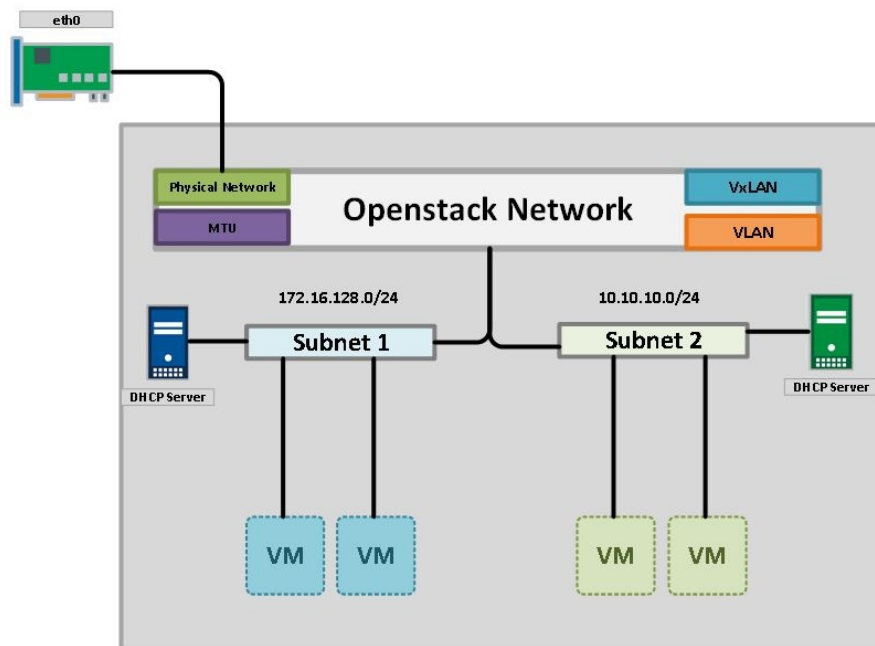 eth0
Physical Network
MTU
Openstack Network
VxLAN
VLAN
172.16.128.0/24
10.10.10.0/24
Subnet 1
Subnet 2
DHCP Server
DHCP Server
VM
VM
VM
VM